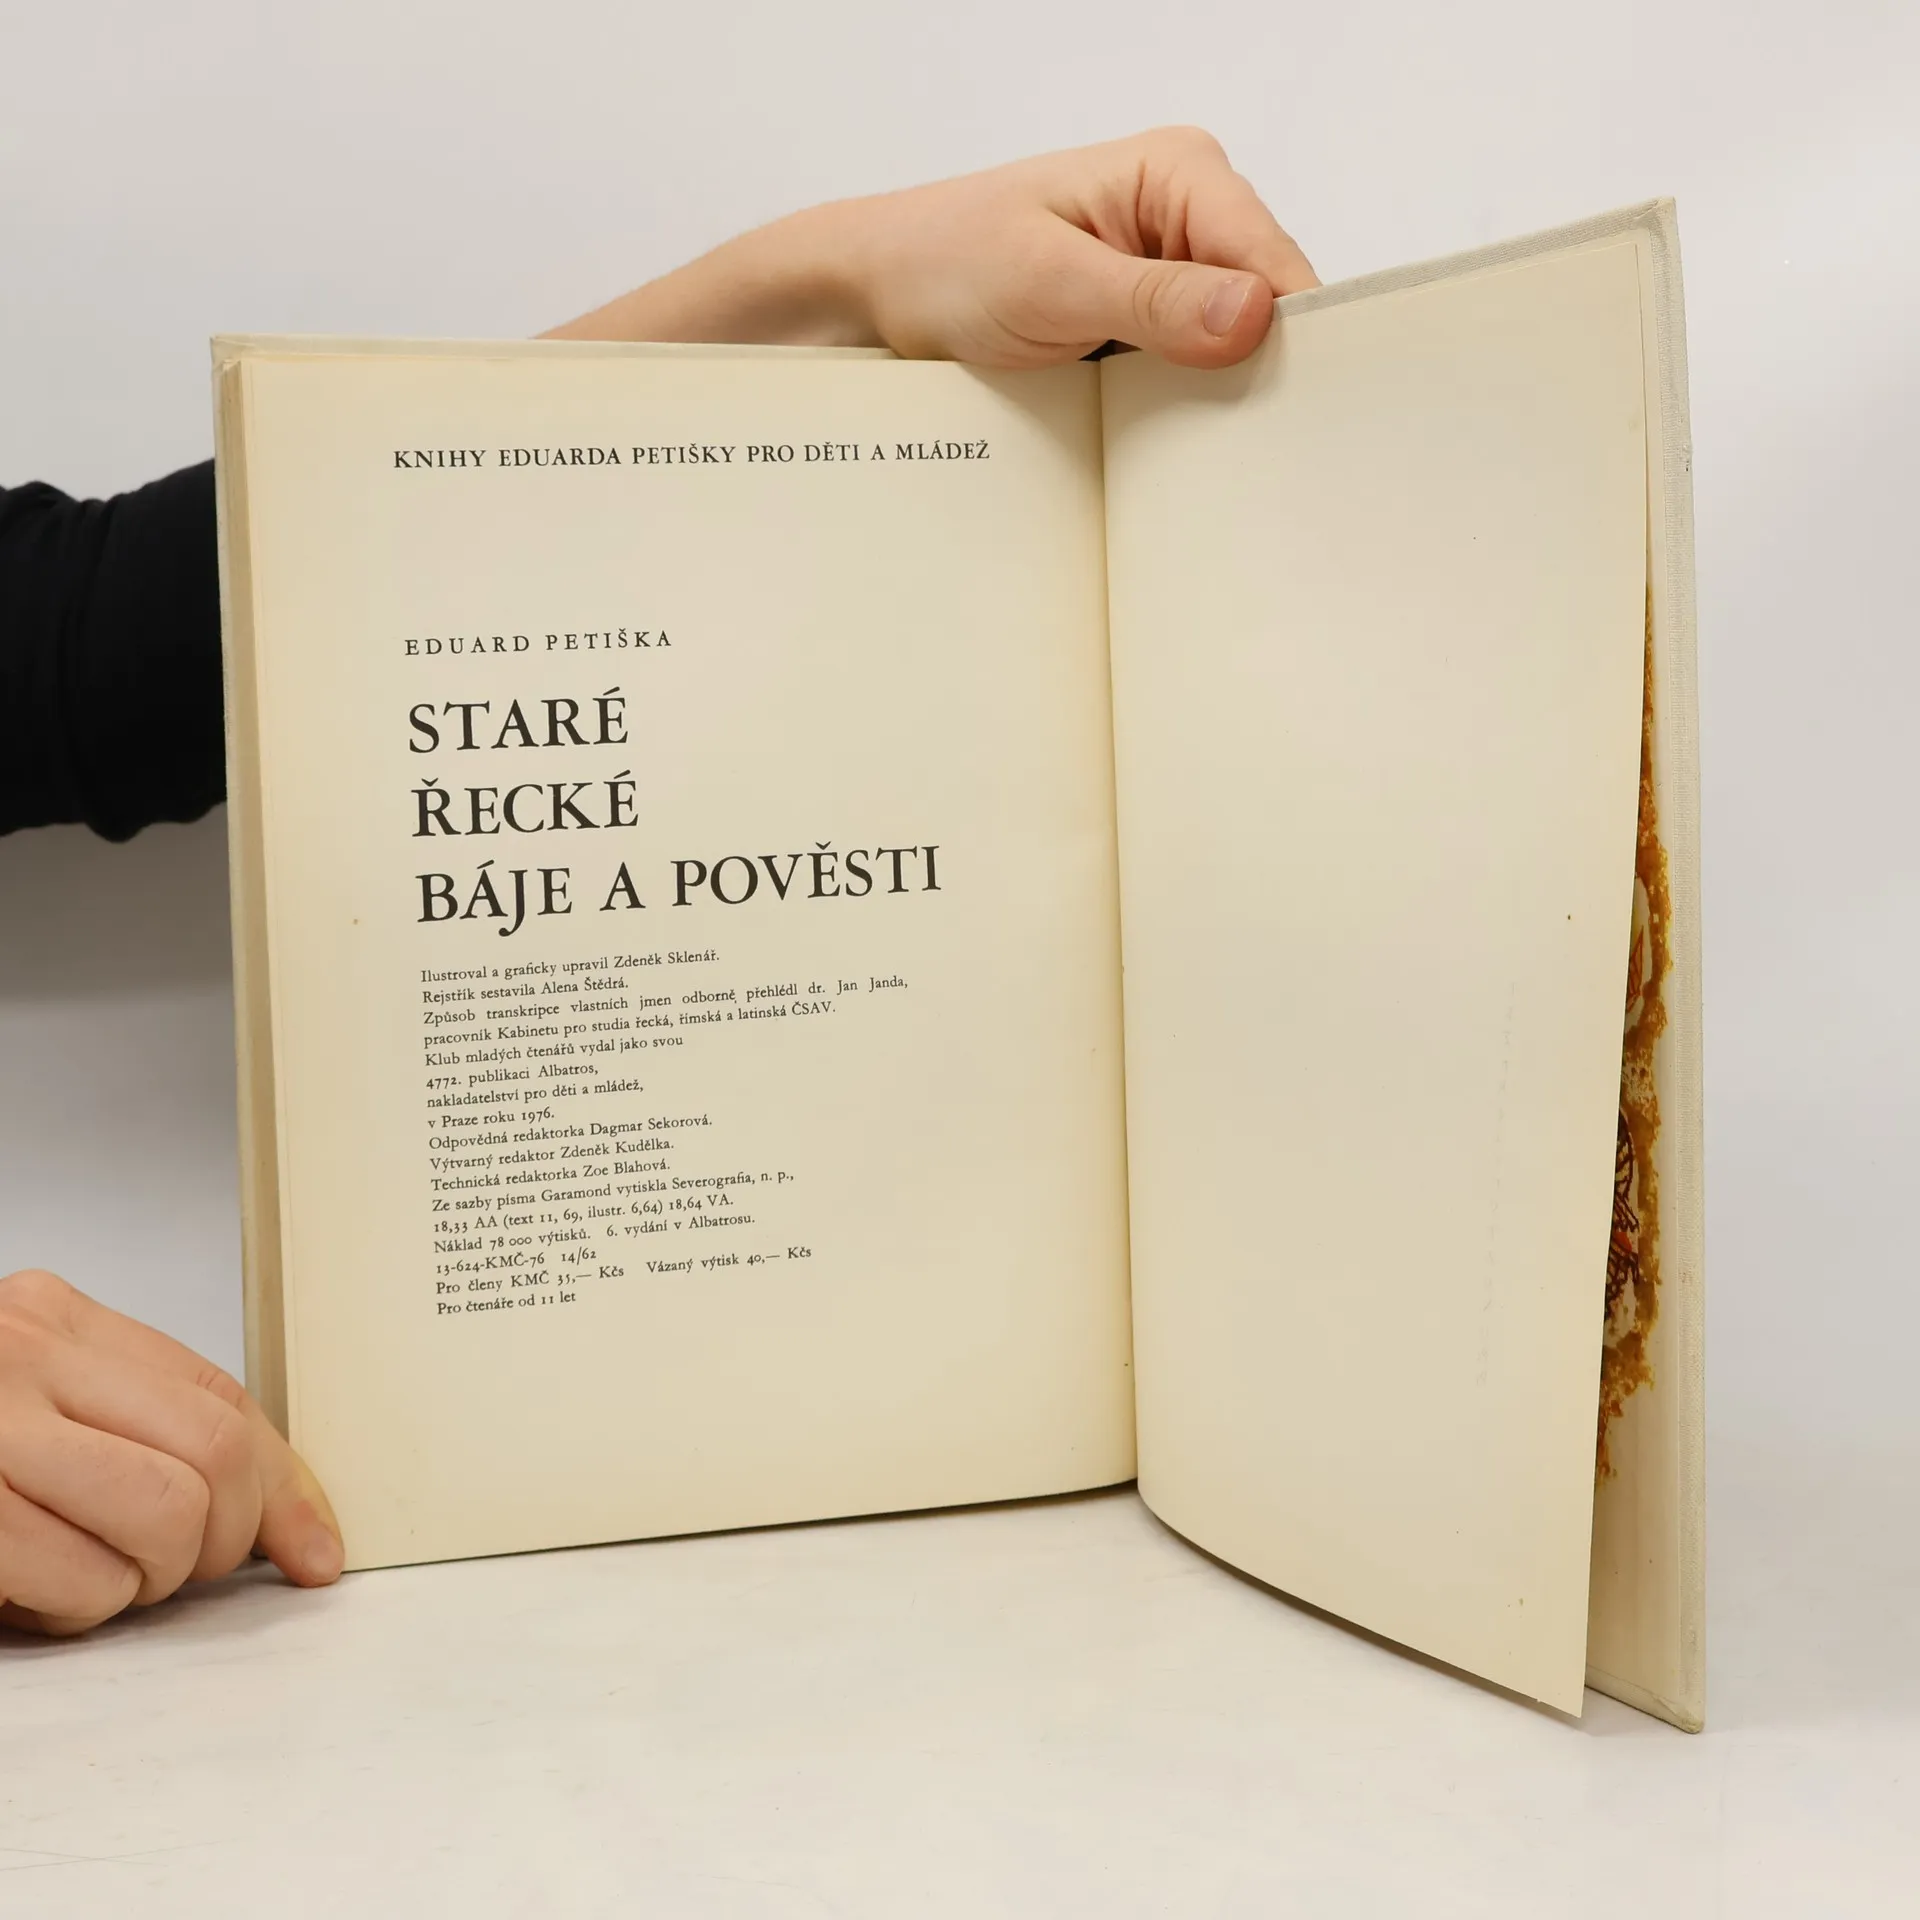 KNIHY EDUARDA PETIŠKY PRO DĚTI A MLÁDEŽ
EDUARD PETIŠKA
STARÉ
ŘECKÉ
BÁJE A POVĚSTI
Ilustroval a graficky upravil Zdeněk Sklenář.
Rejstřík sestavila Alena Štědrá.
Způsob transkripce vlastních jmen odborně přehlédl dr. Jan Janda,
pracovník Kabinetu pro studia řecká, římská a latinská ČSAV.
Klub mladých čtenářů vydal jako svou
4772. publikaci Albatros,
nakladatelství pro děti a mládež,
v Praze roku 1976.
Odpovědná redaktorka Dagmar Sekorová.
Výtvarný redaktor Zdeněk Kudělka.
Technická redaktorka Zoe Blahová.
Ze sazby písma Garamond vytiskla Severografia, n. p.,
18,33 AA (text 11, 69, ilustr. 6,64) 18,64 VA.
Náklad 78 000 výtisků. 6. vydání v Albatrosu.
13-624-KMČ-76 14/62
Pro členy KMČ 35,— Kčs Vázaný výtisk 40,— Kčs
Pro čtenáře od 11 let